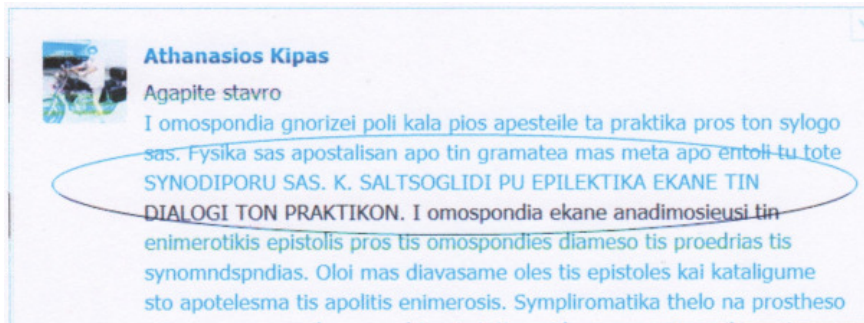 Athanasios Kipas
Agapite stavro
I omospondia gnorizei poli kala pios apesteile ta praktika pros ton sylogo
sas. Fysika sas apostalisan apo tin gramatea mas meta apo entoli tu tote
SYNODIPORU SAS. K. SALTSOGLIDI PU EPILEKTIKA EKANE TIN
DIALOGI TON PRAKTIKON. I omospondia ekane anadimosieusi tin
enimerotikis epistolis pros tis omospondies diameso tis proedrias tis
synomndspndias. Oloi mas diavasame oles tis epistoles kai kataligume
sto apotelesma tis apolitis enimerosis. Sympliromatika thelo na prostheso